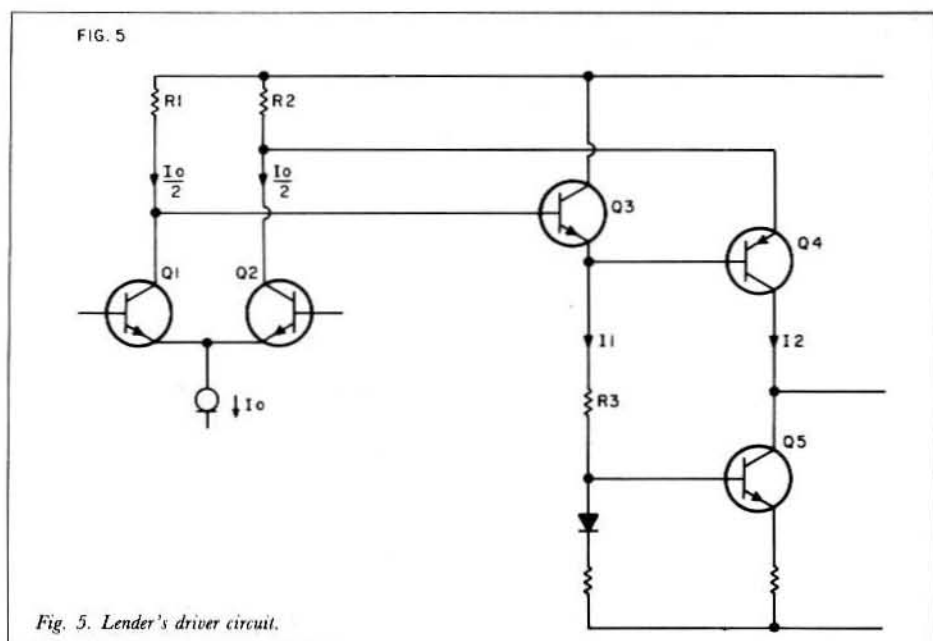 FIG. 5
R1
R2
Io/2
Io/2
Q3
Q4
Q1
Q2
I1
I2
R3
Io
Q5
Fig. 5. Lender's driver circuit.